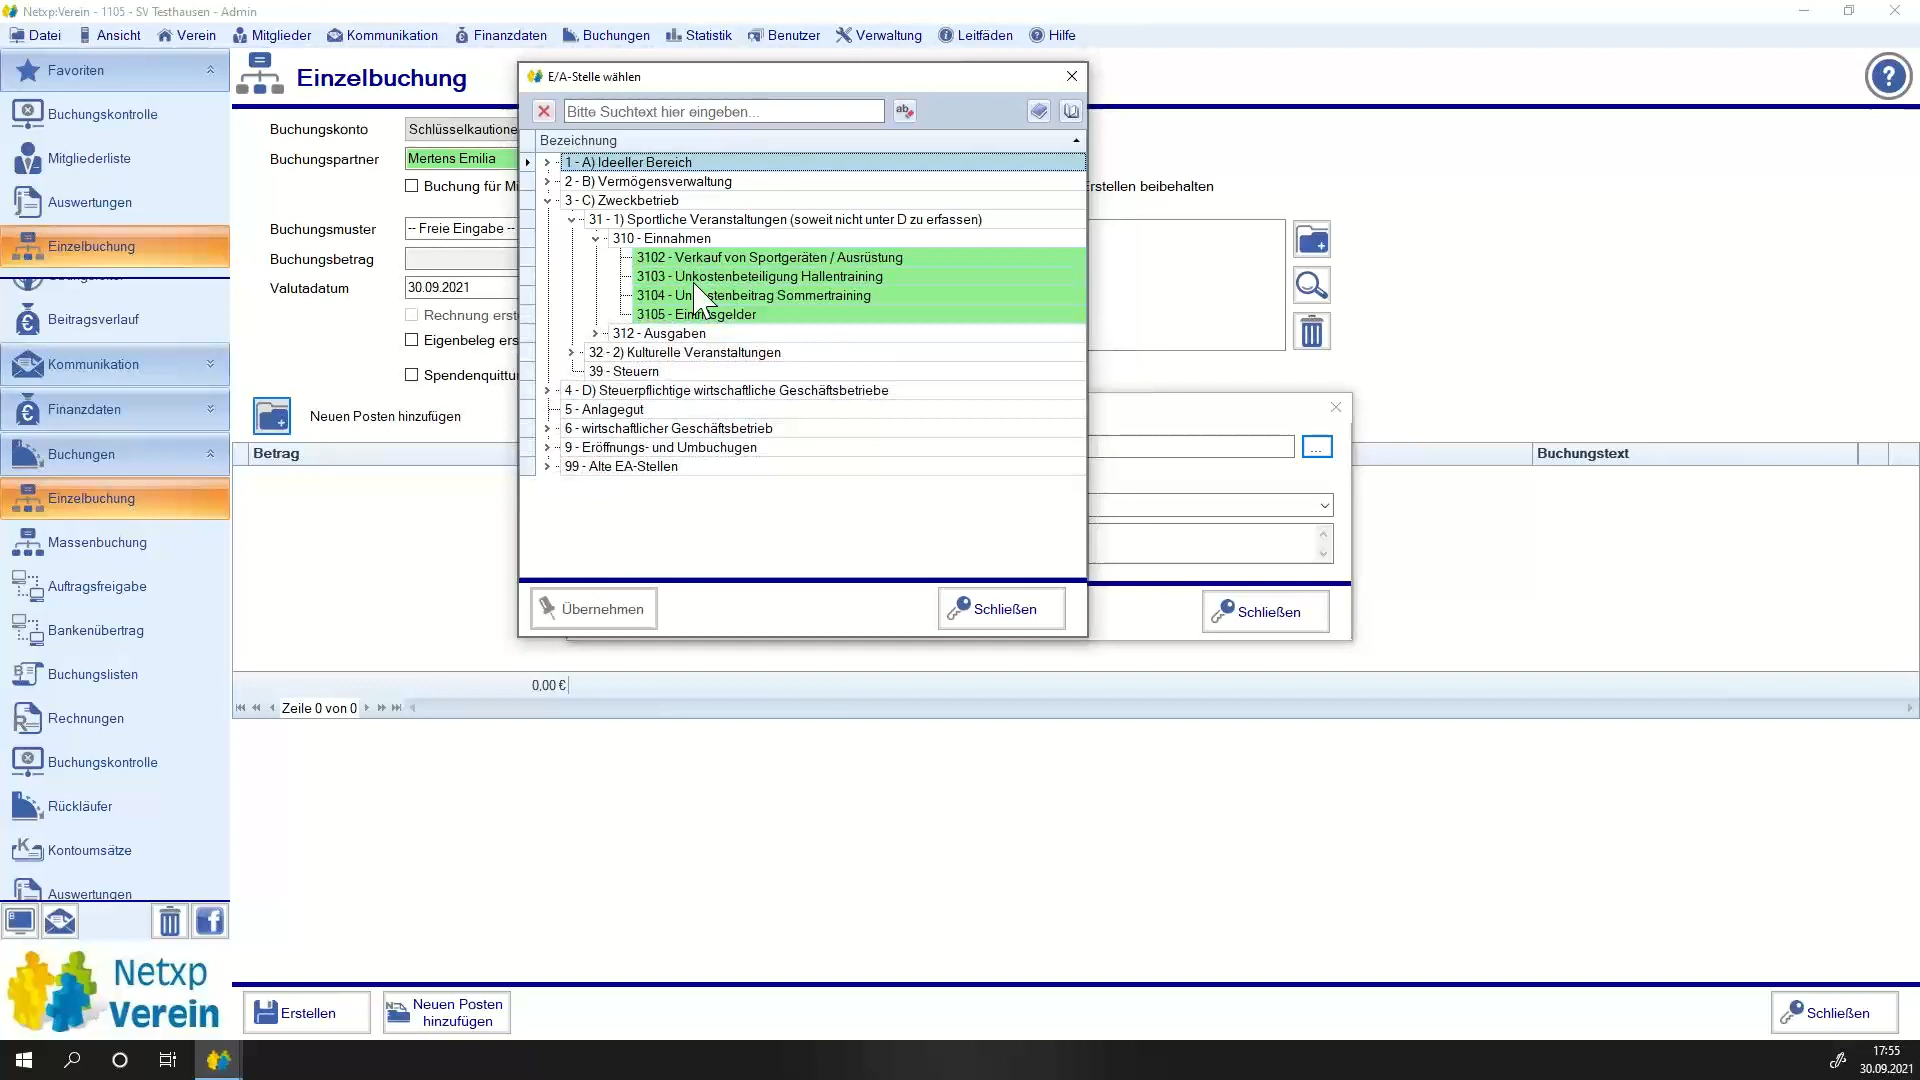 Netxp:Verein - 1105 - SV Testhausen - Admin
Datei Ansicht Verein Mitglieder Kommunikation Finanzdaten Buchungen Statistik Benutzer Verwaltung Leitfäden Hilfe
Favoriten
Buchungskontrolle
Mitgliederliste
Auswertungen
Einzelbuchung
Beitragsverlauf
Kommunikation
Finanzdaten
Buchungen
Einzelbuchung
Massenbuchung
Auftragsfreigabe
Bankenübertrag
Buchungslisten
Rechnungen
Buchungskontrolle
Rückläufer
Kontoumsätze
Auswertungen
Netxp
Verein
Einzelbuchung
Buchungskonto Schlüsselkautione
Buchungspartner Mertens Emilia
Buchung für Mi
rstellen beibehalten
Buchungsmuster -- Freie Eingabe --
Buchungsbetrag
Valutadatum 30.09.2021
Rechnung erst
Eigenbeleg ers
Spendenquittu
Neuen Posten hinzufügen
Betrag
Buchungstext
E/A-Stelle wählen
Bitte Suchtext hier eingeben...
ab
Bezeichnung
1 - A) Ideeller Bereich
2 - B) Vermögensverwaltung
3 - C) Zweckbetrieb
31 - 1) Sportliche Veranstaltungen (soweit nicht unter D zu erfassen)
310 - Einnahmen
3102 - Verkauf von Sportgeräten / Ausrüstung
3103 - Unkostenbeteiligung Hallentraining
3104 - Un stenbeitrag Sommertraining
3105 - Ein sgelder
312 - Ausgaben
32 - 2) Kulturelle Veranstaltungen
39 - Steuern
4 - D) Steuerpflichtige wirtschaftliche Geschäftsbetriebe
5 - Anlagegut
6 - wirtschaftlicher Geschäftsbetrieb
9 - Eröffnungs- und Umbuchugen
99 - Alte EA-Stellen
Übernehmen
Schließen
...
Schließen
0,00 €
Zeile 0 von 0
Erstellen
Neuen Posten
hinzufügen
Schließen
17:55
30.09.2021